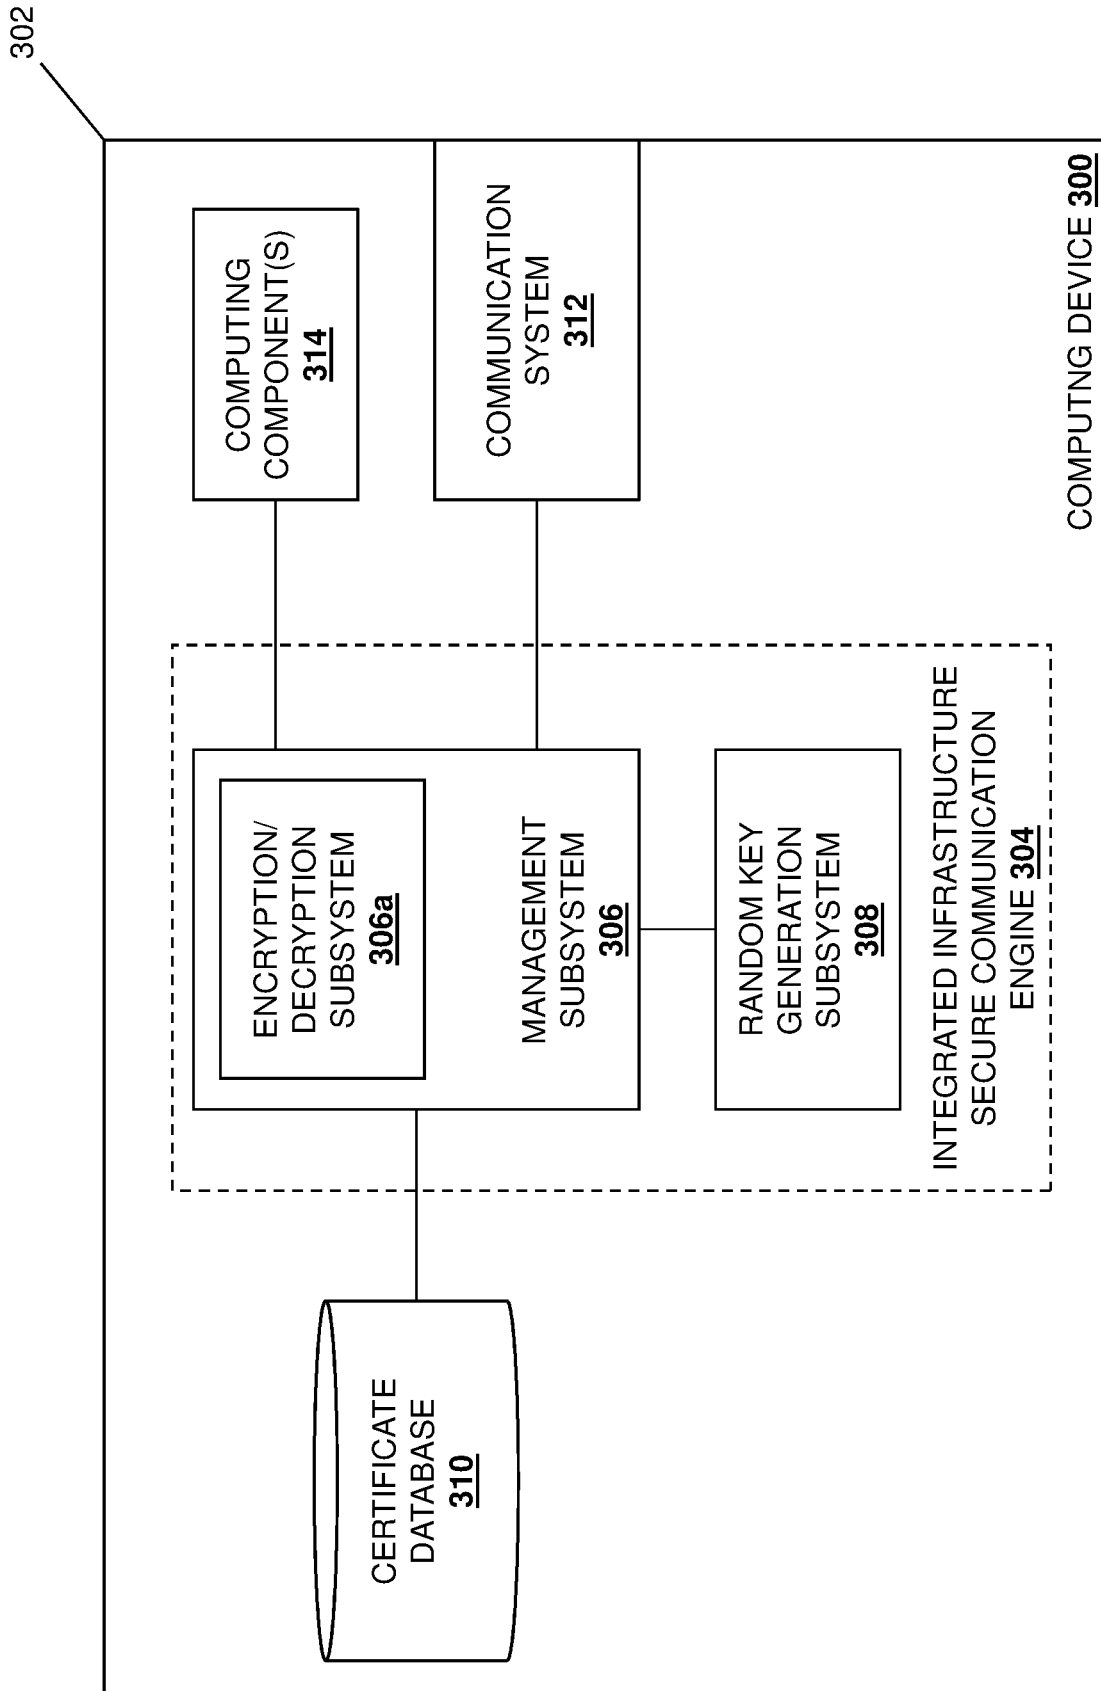 302
COMPUTING
COMPONENT(S)
314
COMMUNICATION
SYSTEM
312
ENCRYPTION/
DECRYPTION
SUBSYSTEM
306a
MANAGEMENT
SUBSYSTEM
306
RANDOM KEY
GENERATION
SUBSYSTEM
308
INTEGRATED INFRASTRUCTURE
SECURE COMMUNICATION
ENGINE 304
CERTIFICATE
DATABASE
310
COMPUTNG DEVICE 300